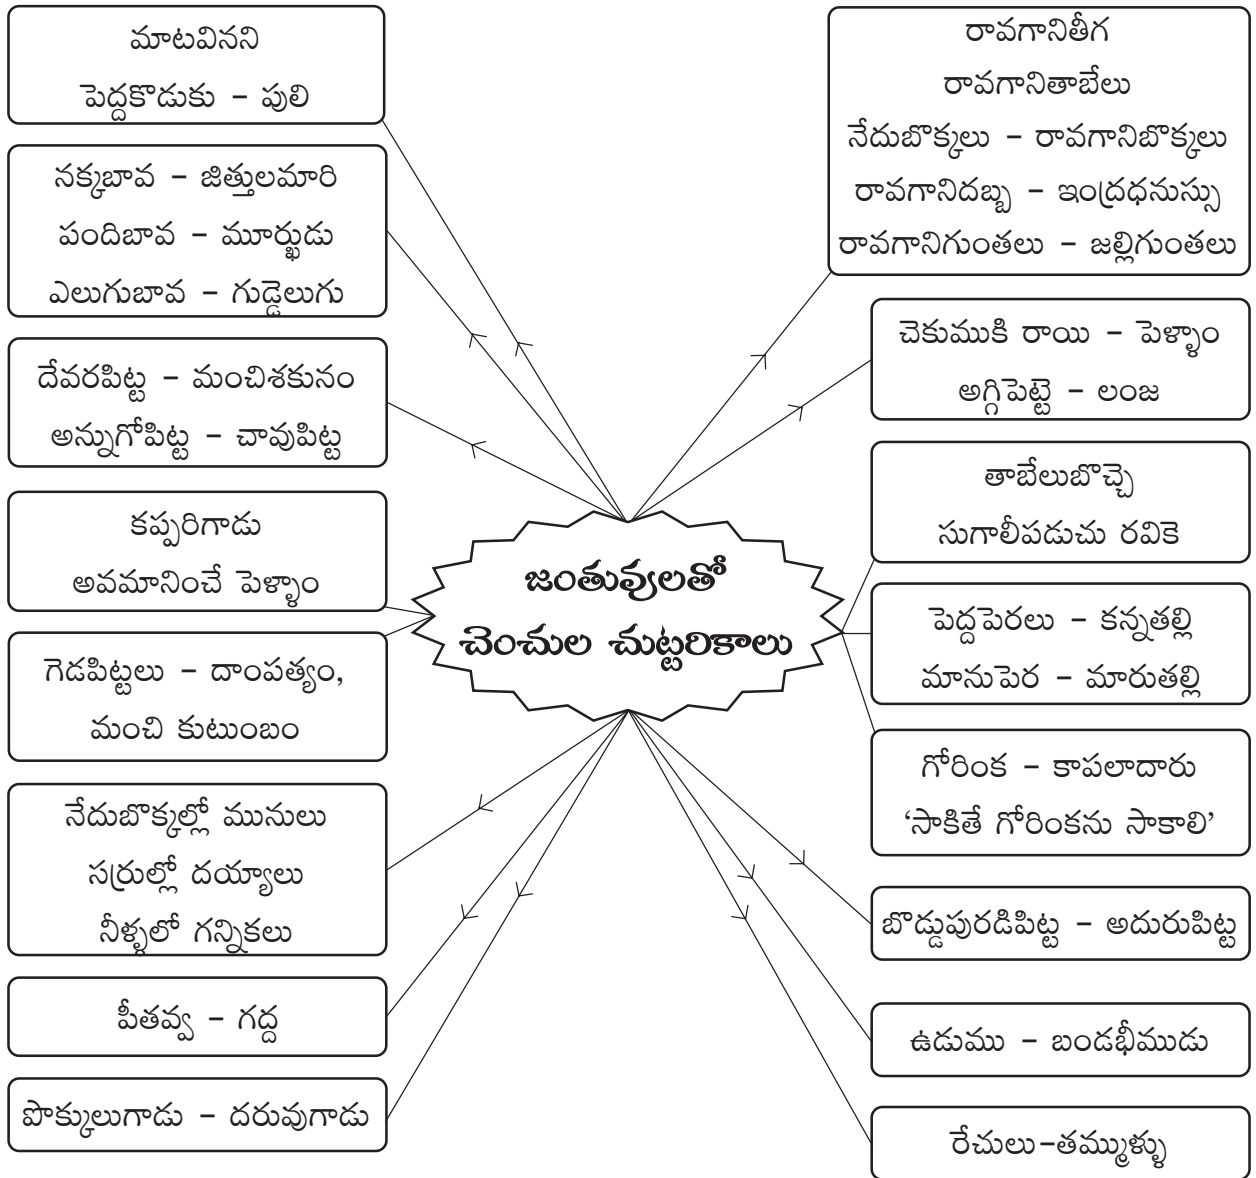 మాటవినని
పెద్దకొడుకు – పులి
నక్కబావ – జిత్తులమారి
పందిబావ – మూర్ఖుడు
ఎలుగుబావ – గుడ్డెలుగు
దేవరపిట్ట – మంచిశకునం
అన్నుగోపిట్ట – చావుపిట్ట
కప్పరిగాడు
అవమానించే పెళ్ళాం
గెడపిట్టలు – దాంపత్యం,
మంచి కుటుంబం
నేదుబొక్కల్లో మునులు
సర్రుల్లో దయ్యాలు
నీళ్ళలో గన్నికలు
పీతవ్వ – గద్ద
పొక్కులుగాడు – దరువుగాడు
జంతువ్యలతో
చెంచుల చుట్టరికాలు
రావగానితీగ
రావగానితాబేలు
నేదుబొక్కలు – రావగానిబొక్కలు
రావగానిదబ్బ – ఇంద్రధనుస్సు
రావగానిగుంతలు – జల్లిగుంతలు
చెకుముకి రాయి – పెళ్ళాం
అగ్గిపెట్టె – లంజ
తాబేలుబొచ్చె
సుగాలీపడుచు రవికె
పెద్దపెరలు – కన్నతల్లి
మానుపెర – మారుతల్లి
గోరింక – కాపలాదారు
‘సాకితే గోరింకను సాకాలి’
బొడ్డుపురడిపిట్ట – అదురుపిట్ట
ఉడుము – బండభీముడు
రేచులు–తమ్ముళ్ళు